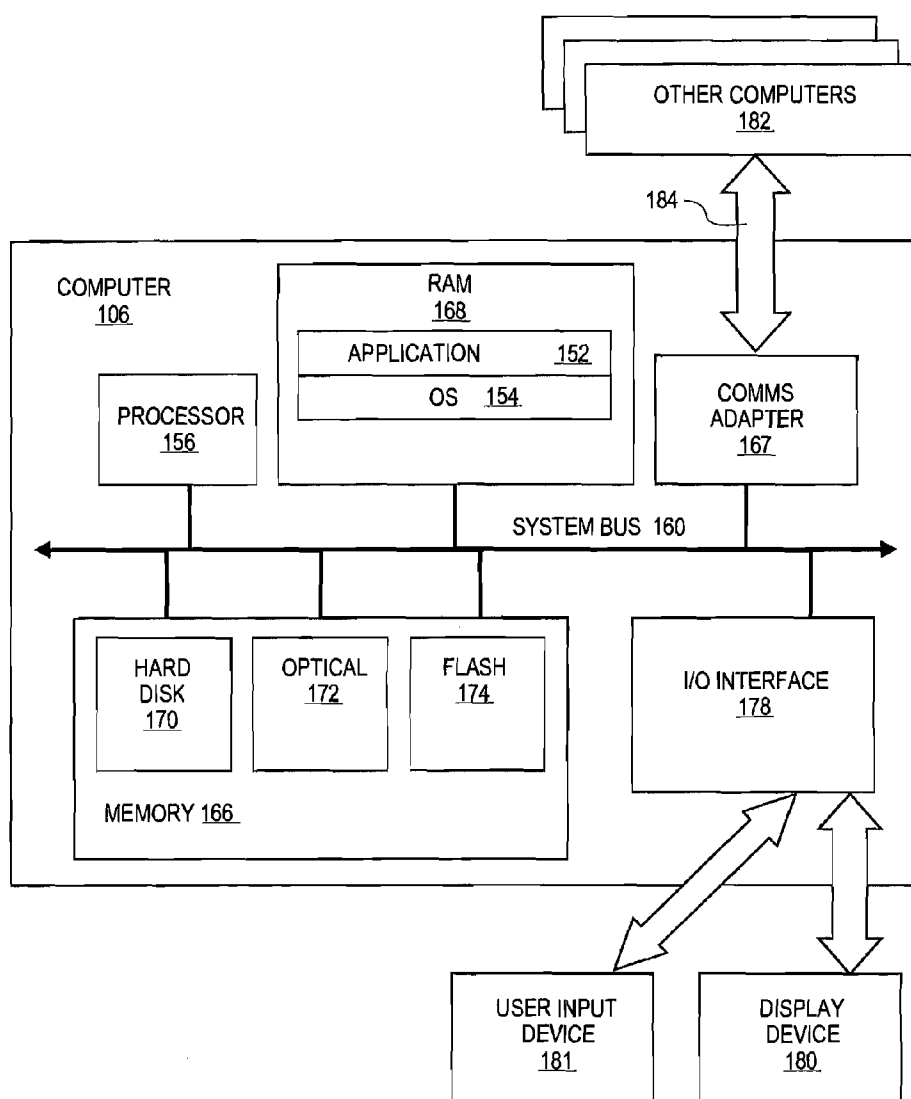 OTHER COMPUTERS
182
184
COMPUTER
106
RAM
168
APPLICATION 152
OS 154
PROCESSOR
156
COMMS
ADAPTER
167
SYSTEM BUS 160
HARD
DISK
170
OPTICAL
172
FLASH
174
MEMORY 166
I/O INTERFACE
178
USER INPUT
DEVICE
181
DISPLAY
DEVICE
180